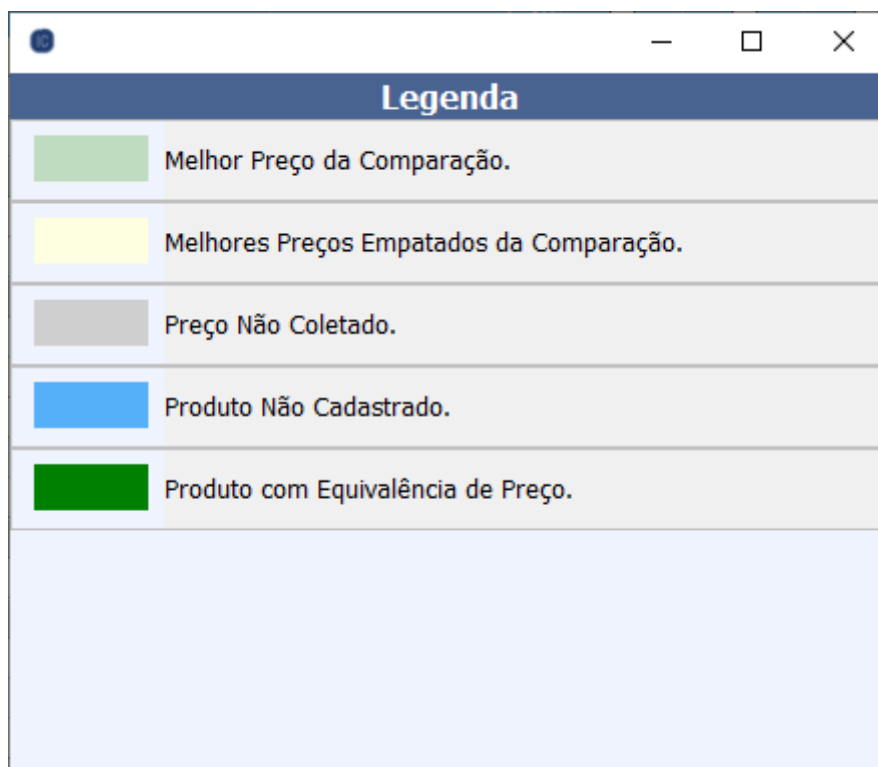 Legenda
Melhor Preço da Comparação.
Melhores Preços Empatados da Comparação.
Preço Não Coletado.
Produto Não Cadastrado.
Produto com Equivalência de Preço.